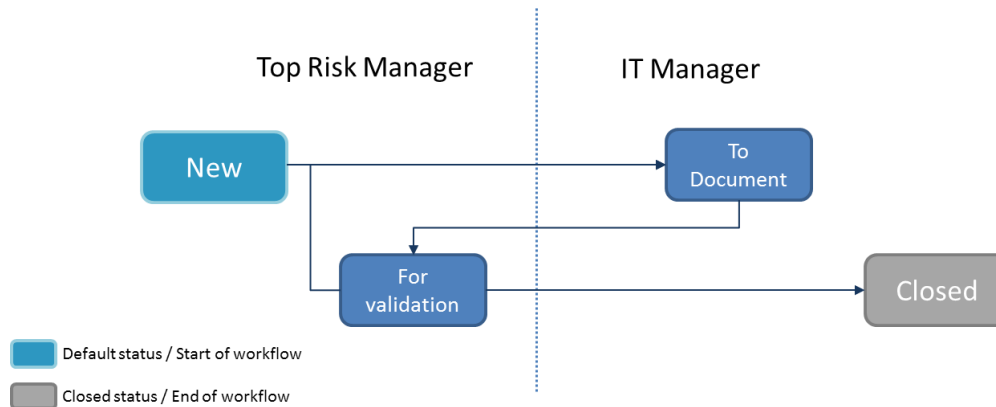 Top Risk Manager
IT Manager
New
To
Document
For
validation
Closed
Default status / Start of workflow
Closed status / End of workflow